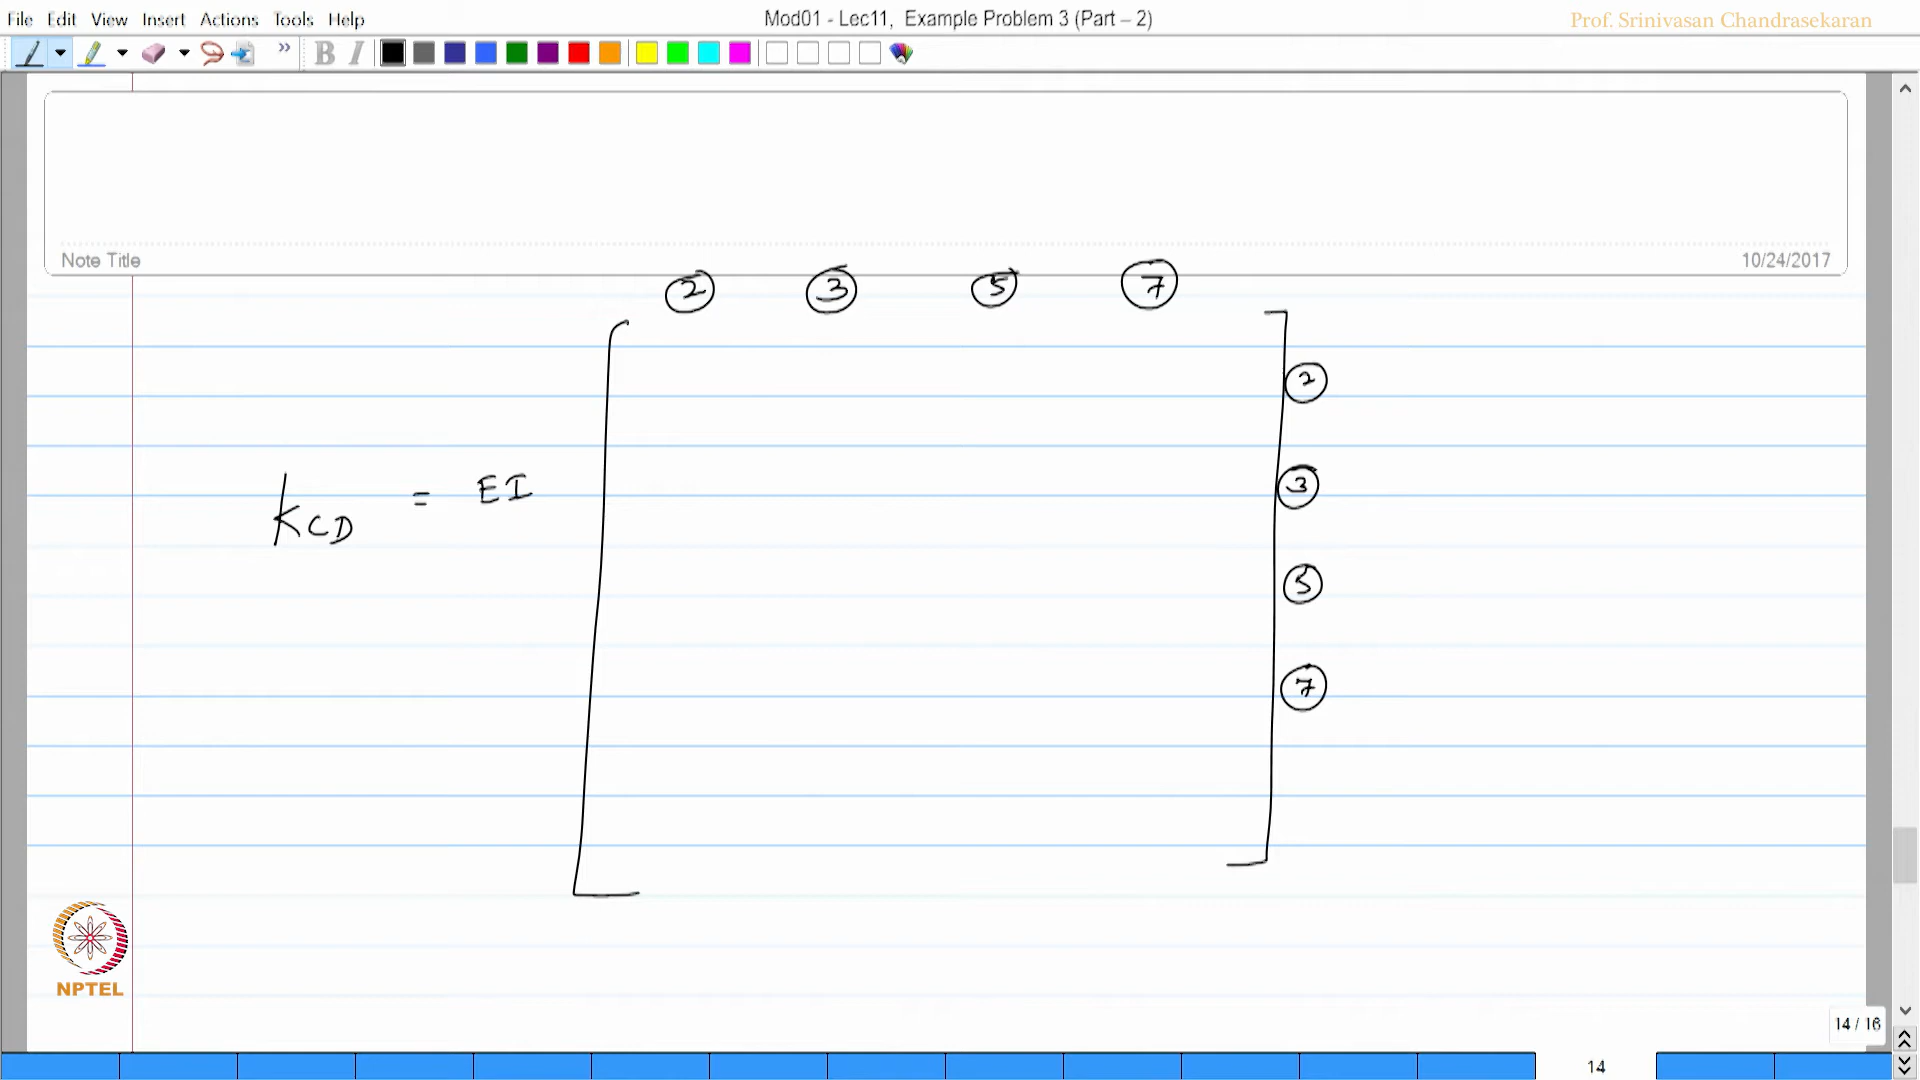 File Edit View Insert Actions Tools Help
Mod01 - Lec11, Example Problem 3 (Part – 2)
Prof. Srinivasan Chandrasekaran
» B I
Note Title
10/24/2017
2 3 5 7
2
3
KCD = EI
5
7
NPTEL
14 / 16
14